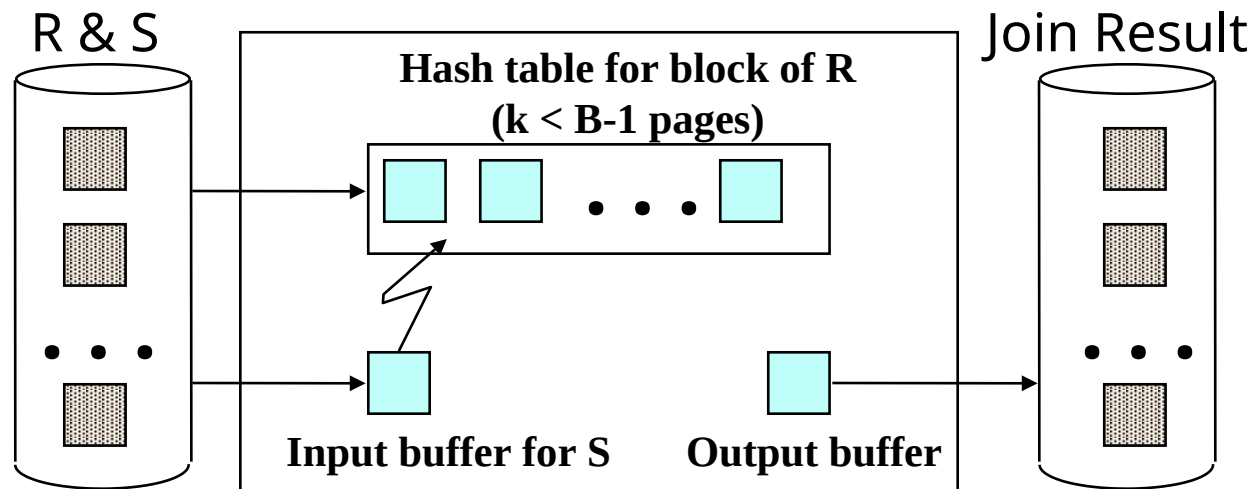 R & S
Join Result
Hash table for block of R
(k < B-1 pages)
Input buffer for S
Output buffer